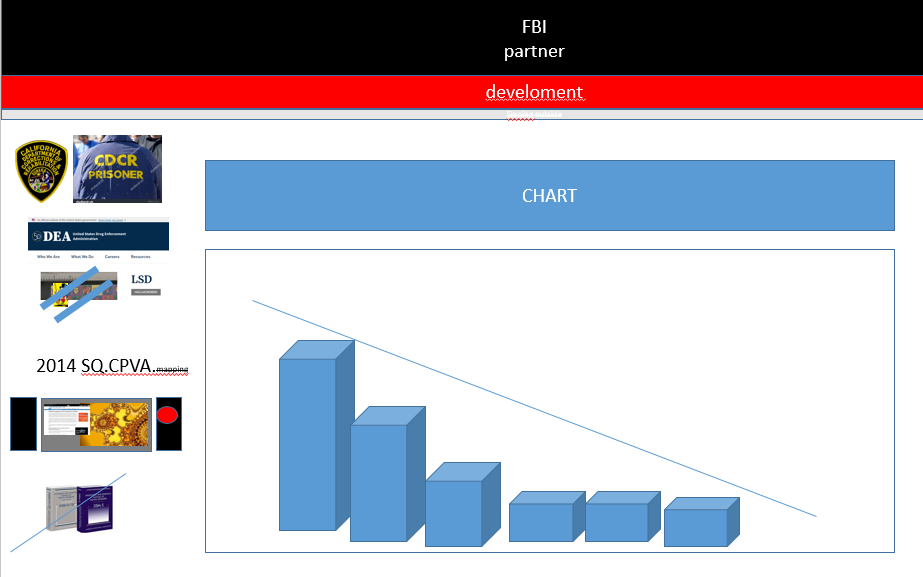 FBI
partner
develoment
CALIFORNIA
DEPARTMENT OF
CORRECTIONS &
REHABILITATION
CDCR
PRISONER
CHART
DEA United States Drug Enforcement
Administration
Who We Are What We Do Careers Resources
LSD
2014 SQ.CPVA.mapping